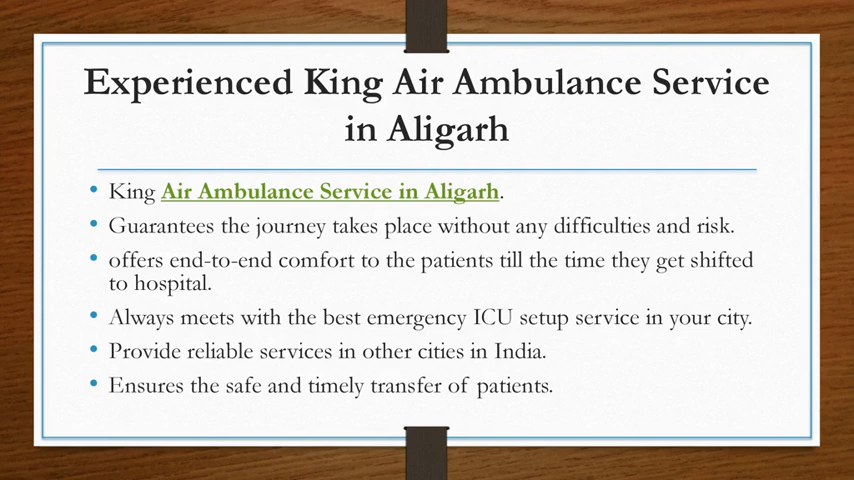 Experienced King Air Ambulance Service
in Aligarh
• King Air Ambulance Service in Aligarh.
• Guarantees the journey takes place without any difficulties and risk.
• offers end-to-end comfort to the patients till the time they get shifted
to hospital.
• Always meets with the best emergency ICU setup service in your city.
• Provide reliable services in other cities in India.
• Ensures the safe and timely transfer of patients.